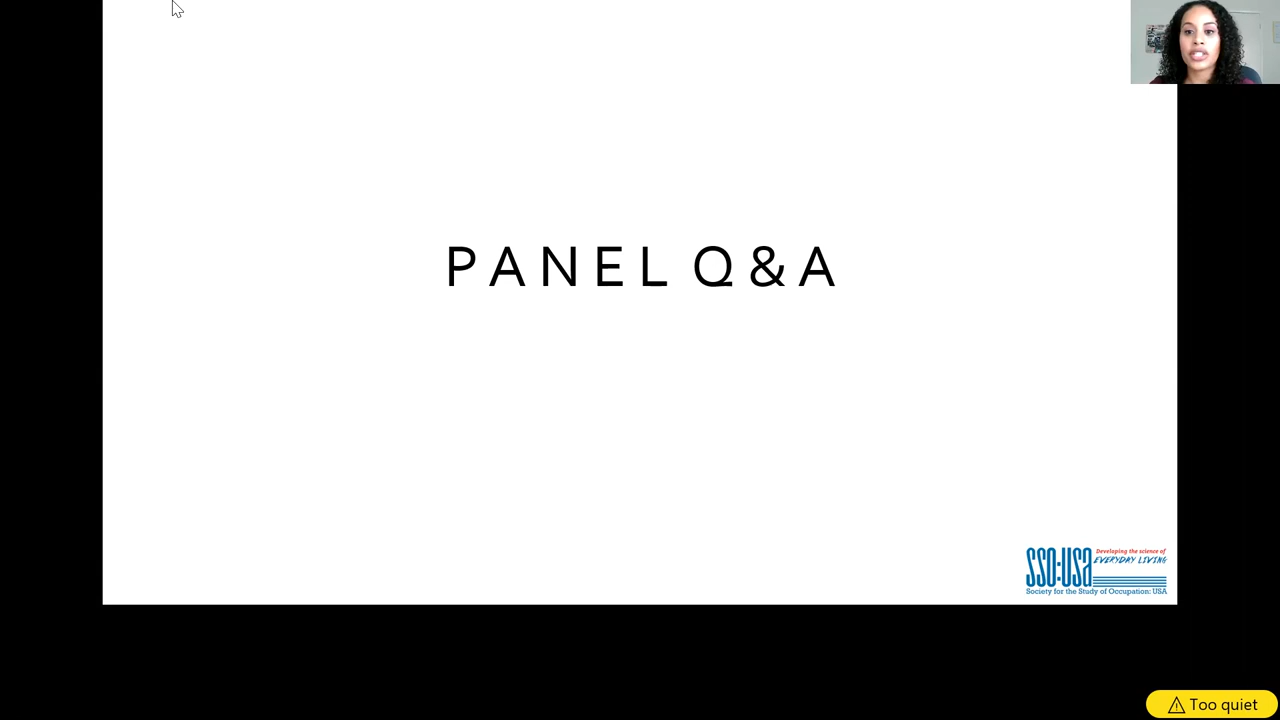 PANEL Q&A
SSO:USA
Developing the science of
EVERYDAY LIVING
Society for the Study of Occupation: USA
Too quiet